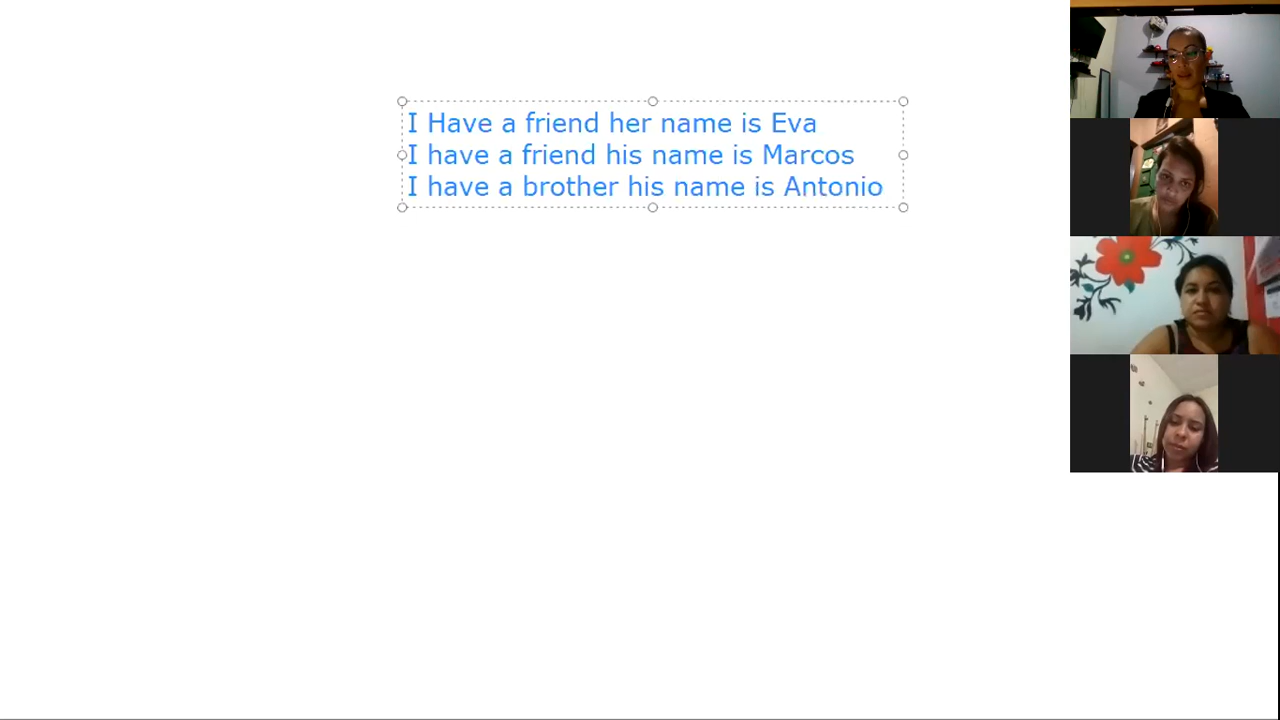 I Have a friend her name is Eva
I have a friend his name is Marcos
I have a brother his name is Antonio